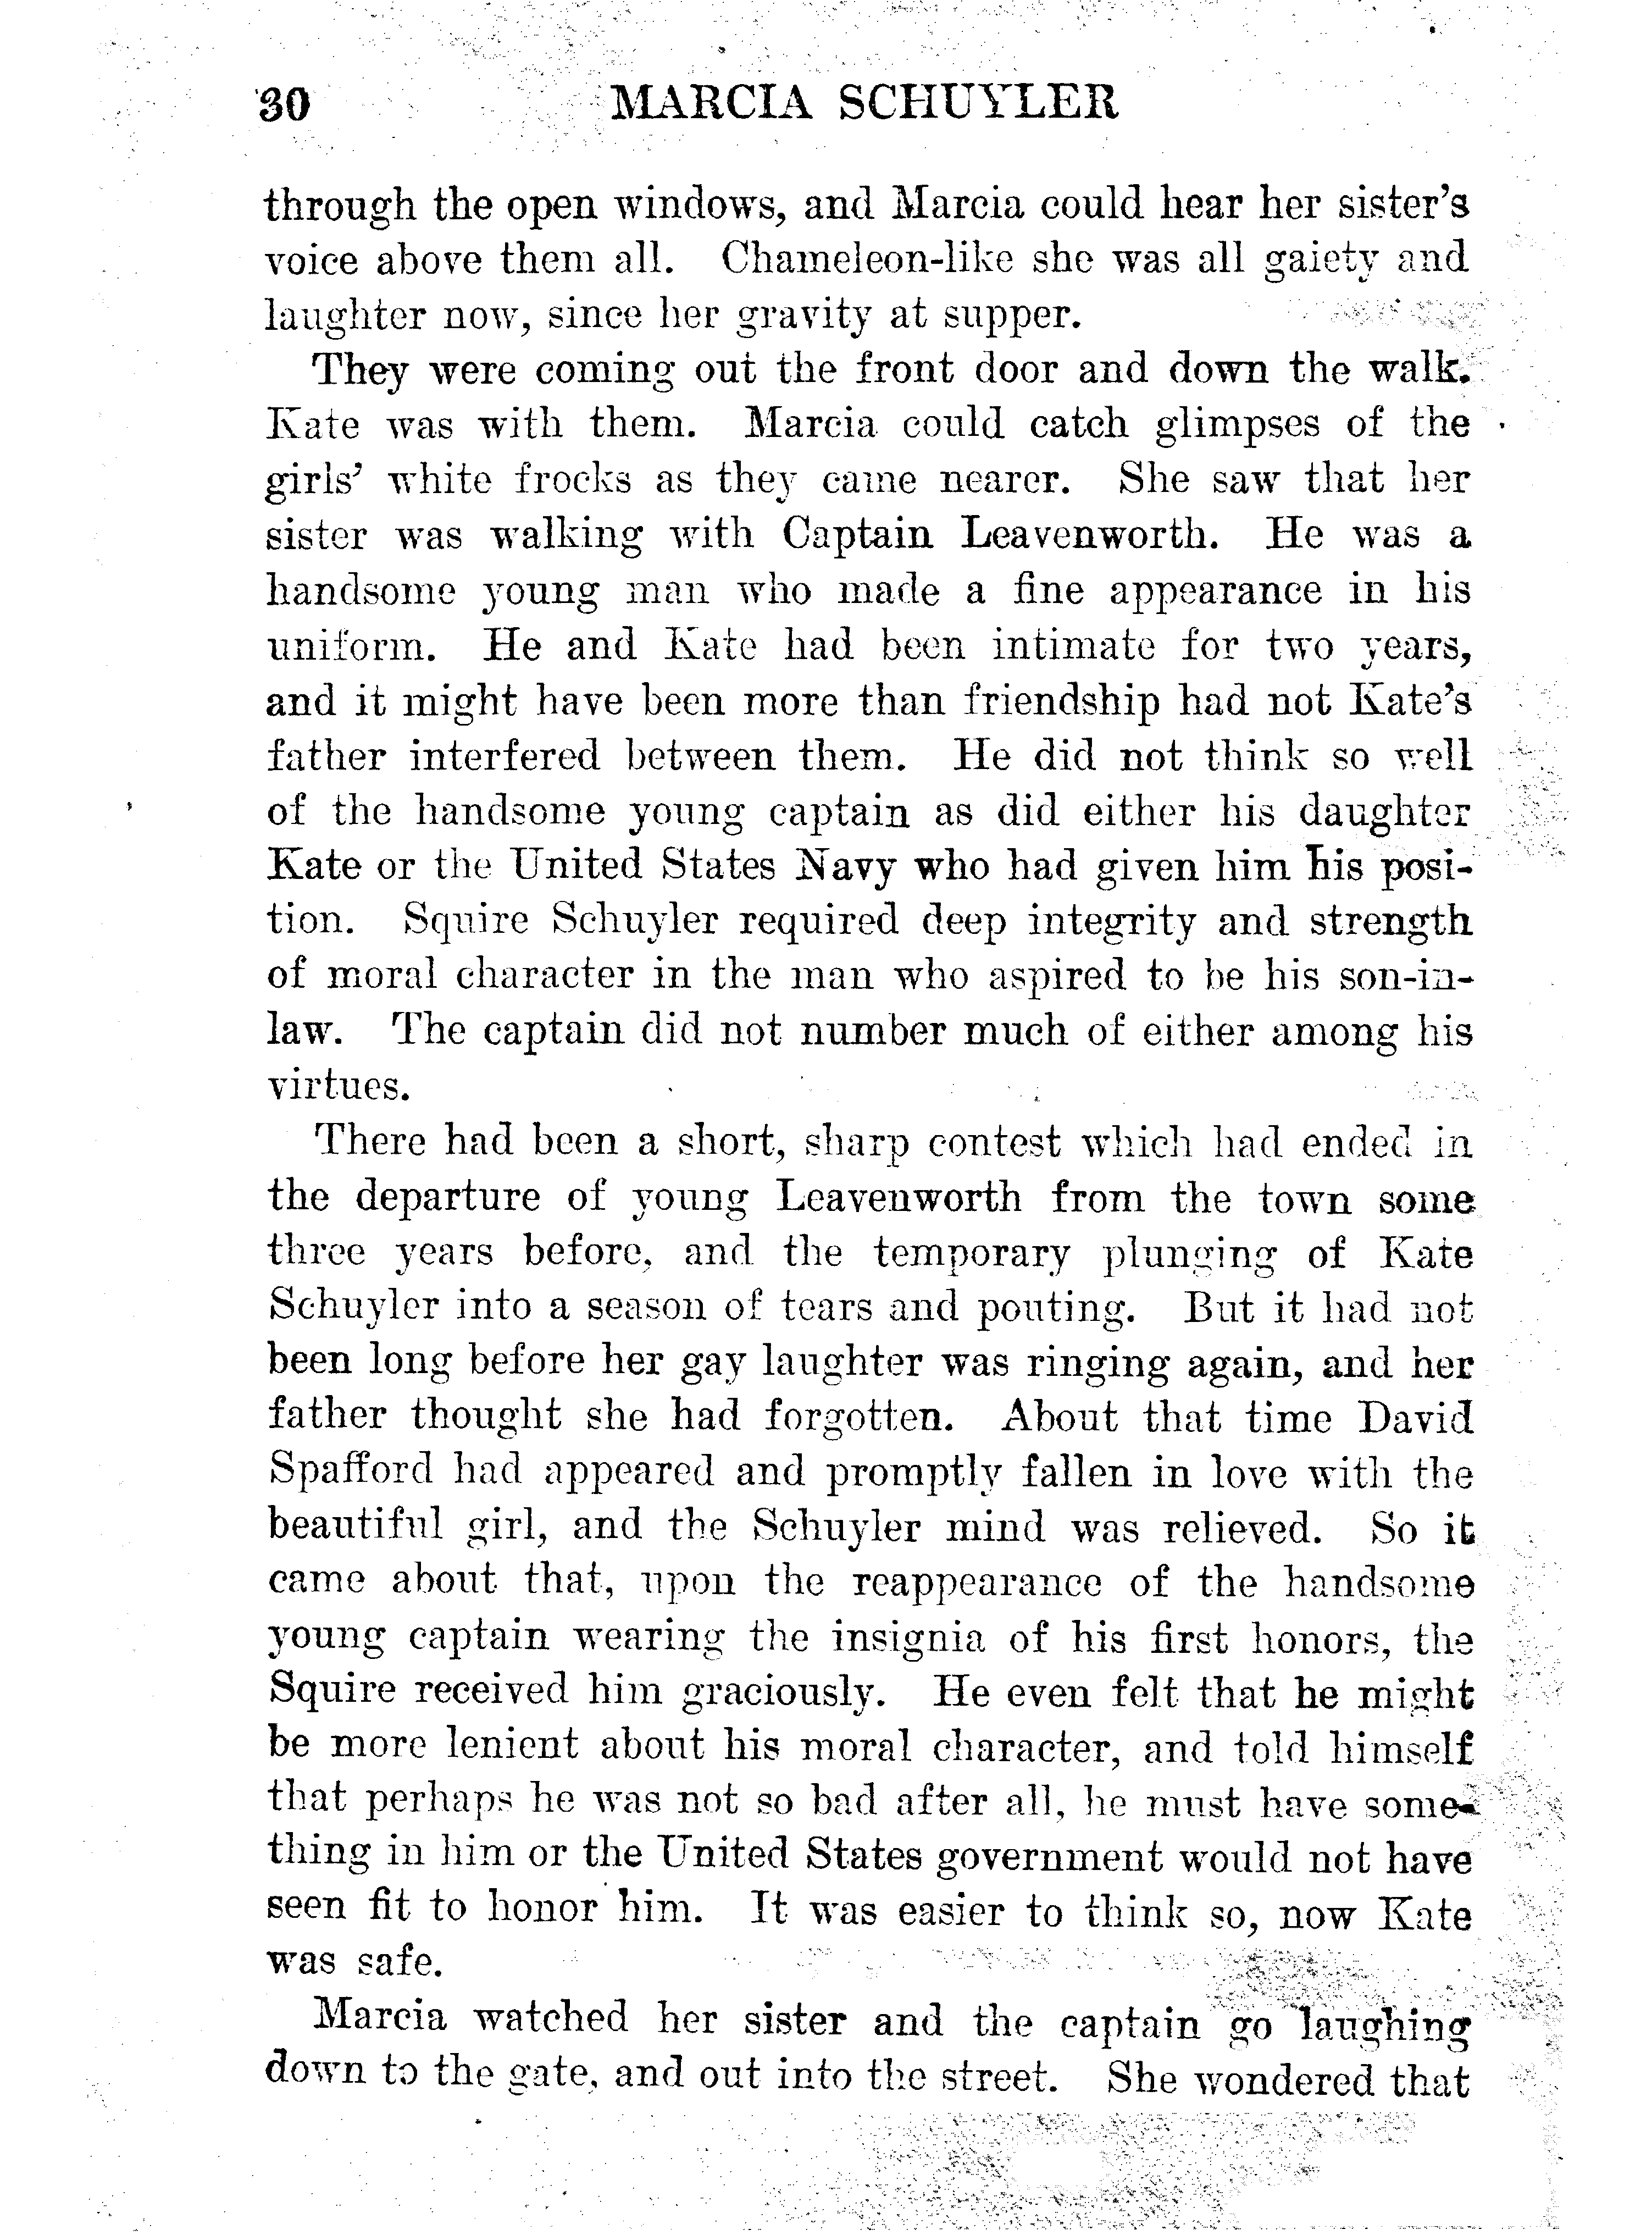 30 MARCIA SCHUYLER
through the open windows, and Marcia could hear her sister's
voice above them all. Chameleon-like she was all gaiety and
laughter now, since her gravity at supper.
They were coming out the front door and down the walk.
Kate was with them. Marcia could catch glimpses of the
girls' white frocks as they came nearer. She saw that her
sister was walking with Captain Leavenworth. He was a
handsome young man who made a fine appearance in his
uniform. He and Kate had been intimate for two years,
and it might have been more than friendship had not Kate's
father interfered between them. He did not think so well
of the handsome young captain as did either his daughter
Kate or the United States Navy who had given him his posi-
tion. Squire Schuyler required deep integrity and strength
of moral character in the man who aspired to be his son-in-
law. The captain did not number much of either among his
virtues.
There had been a short, sharp contest which had ended in
the departure of young Leavenworth from the town some
three years before, and the temporary plunging of Kate
Schuyler into a season of tears and pouting. But it had not
been long before her gay laughter was ringing again, and her
father thought she had forgotten. About that time David
Spafford had appeared and promptly fallen in love with the
beautiful girl, and the Schuyler mind was relieved. So it
came about that, upon the reappearance of the handsome
young captain wearing the insignia of his first honors, the
Squire received him graciously. He even felt that he might
be more lenient about his moral character, and told himself
that perhaps he was not so bad after all, he must have some-
thing in him or the United States government would not have
seen fit to honor him. It was easier to think so, now Kate
was safe.
Marcia watched her sister and the captain go laughing
down to the gate, and out into the street. She wondered that